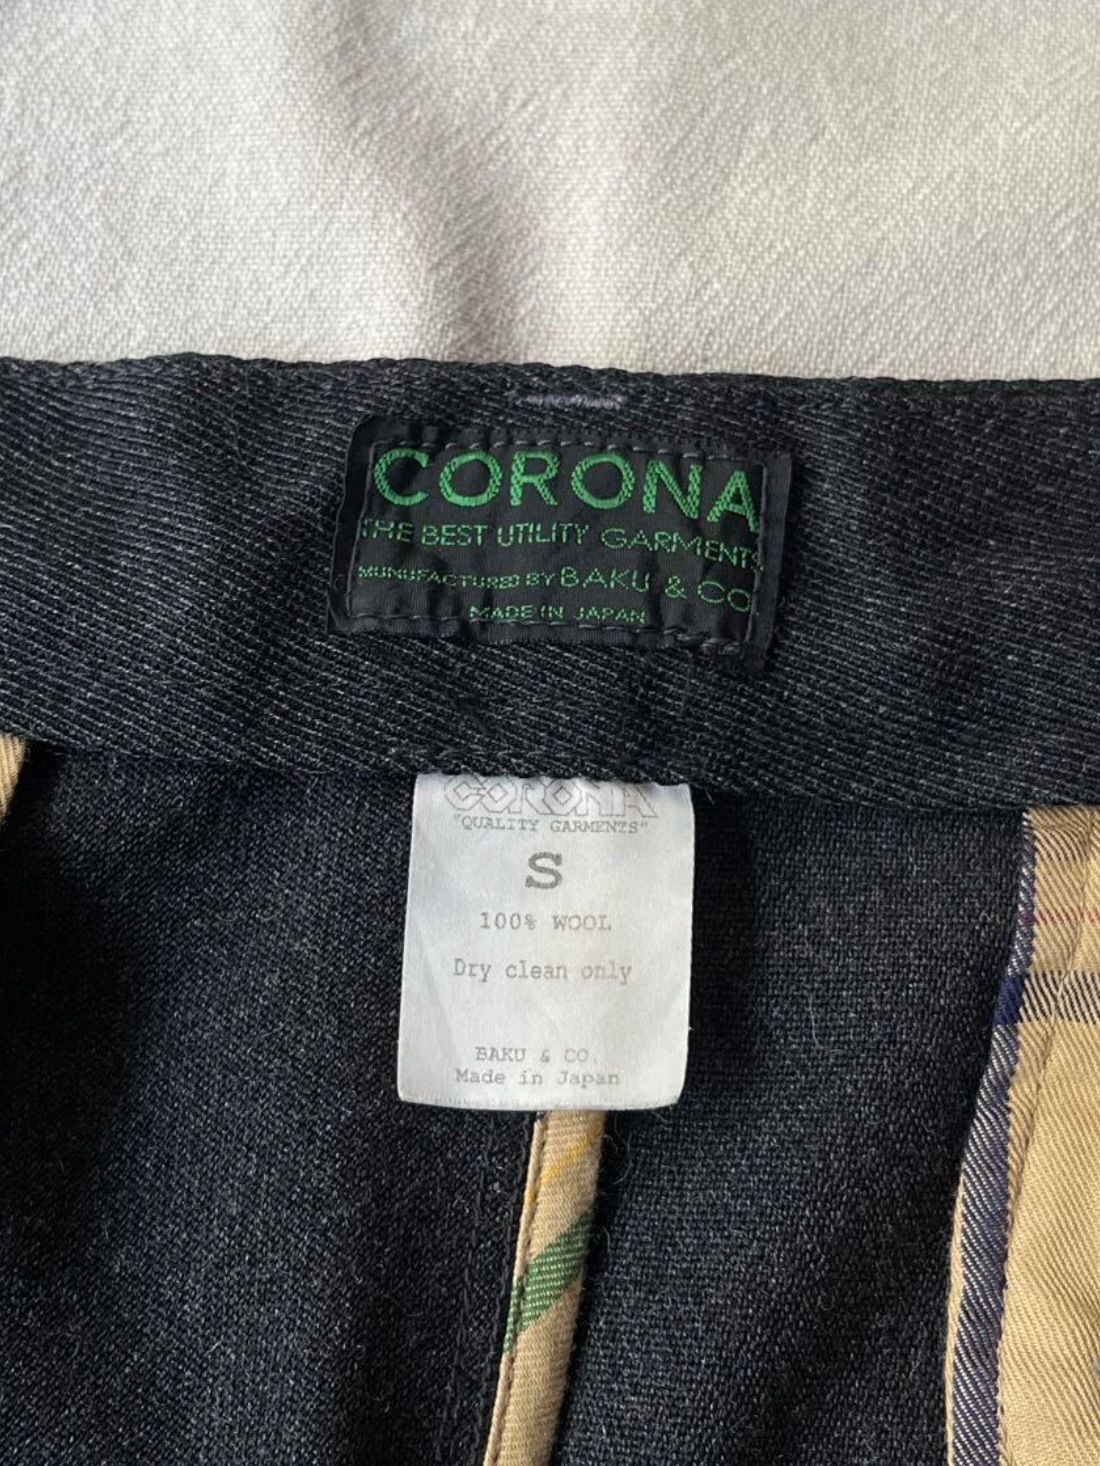 CORONA
THE BEST UTILITY GARMENTS
MUNUFACTURED BY BAKU & CO
MADE IN JAPAN
CORONA
"QUALITY GARMENTS"
S
100% WOOL
Dry clean only
BAKU & CO.
Made in Japan